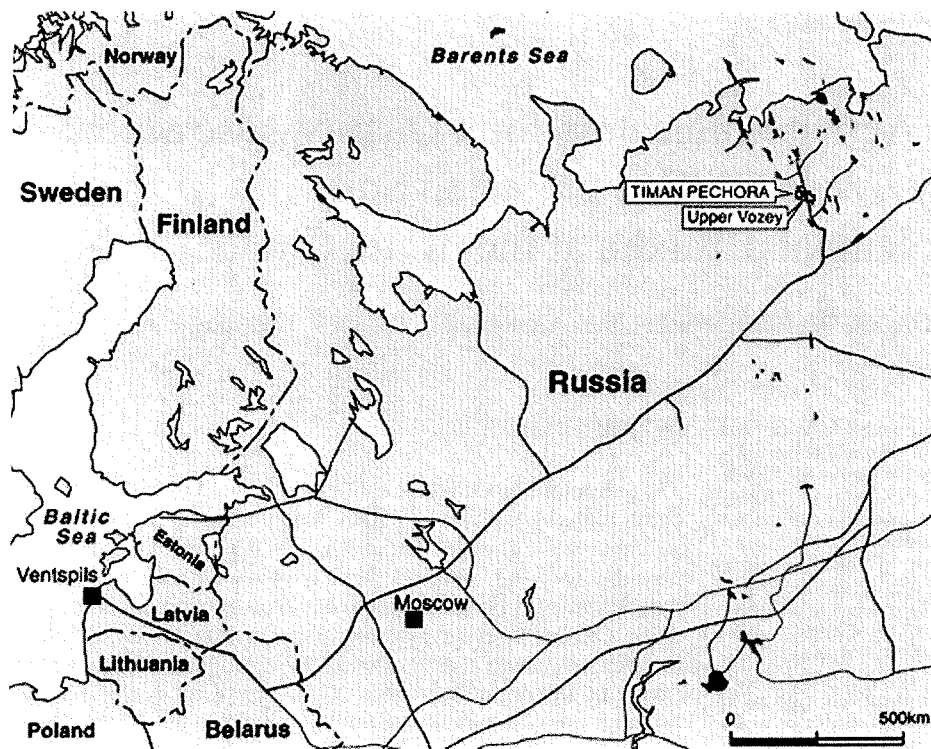 Norway
Barents Sea
Sweden
Finland
TIMAN PECHORA
Upper Vozey
Russia
Baltic
Sea
Estonia
Ventspils
Latvia
Moscow
Lithuania
Poland
Belarus
0
500km